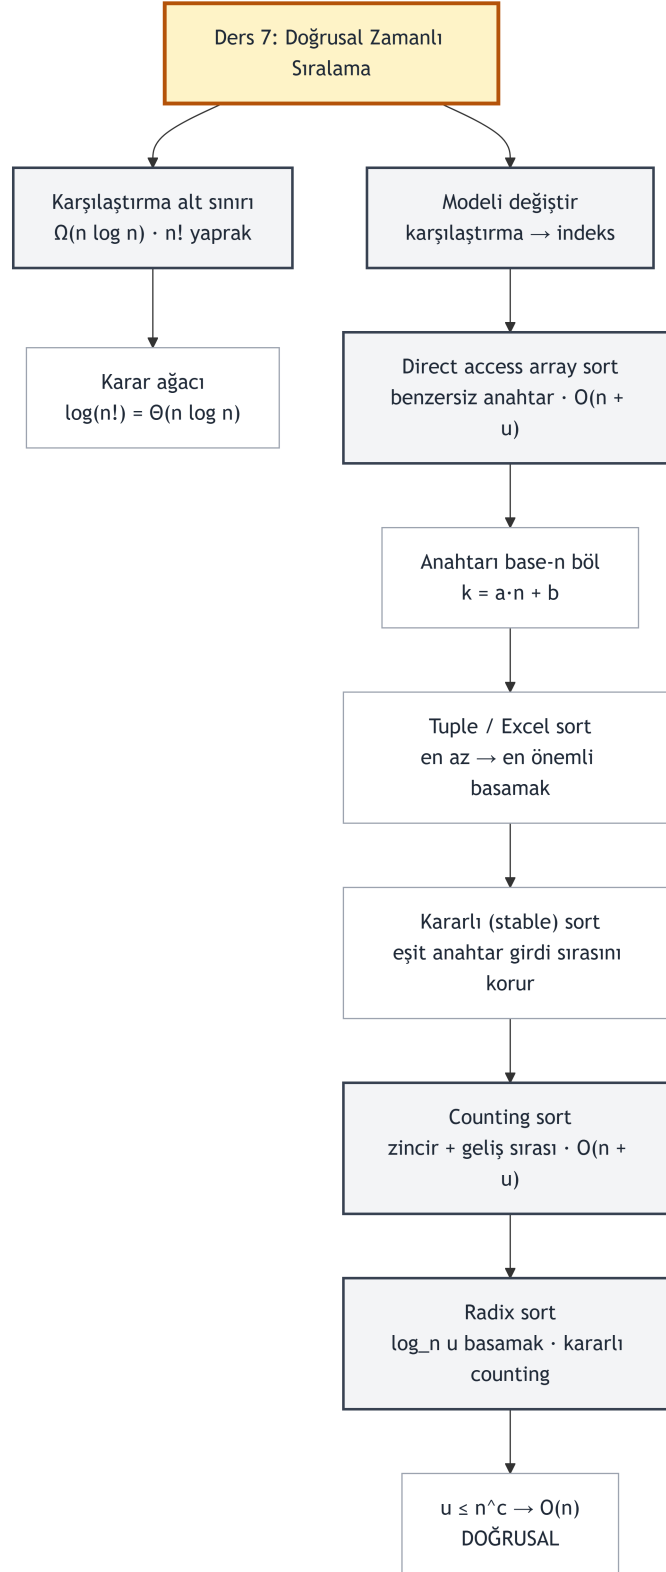 Ders 7: Doğrusal Zamanlı
Sıralama
Karşılaştırma alt sınırı
Ω(n log n) · n! yaprak
Modeli değiştir
karşılaştırma → indeks
Karar ağacı
log(n!) = Θ(n log n)
Direct access array sort
benzersiz anahtar · O(n +
u)
Anahtarı base-n böl
k = a·n + b
Tuple / Excel sort
en az → en önemli
basamak
Kararlı (stable) sort
eşit anahtar girdi sırasını
korur
Counting sort
zincir + geliş sırası · O(n +
u)
Radix sort
log_n u basamak · kararlı
counting
u ≤ n^c → O(n)
DOĞRUSAL